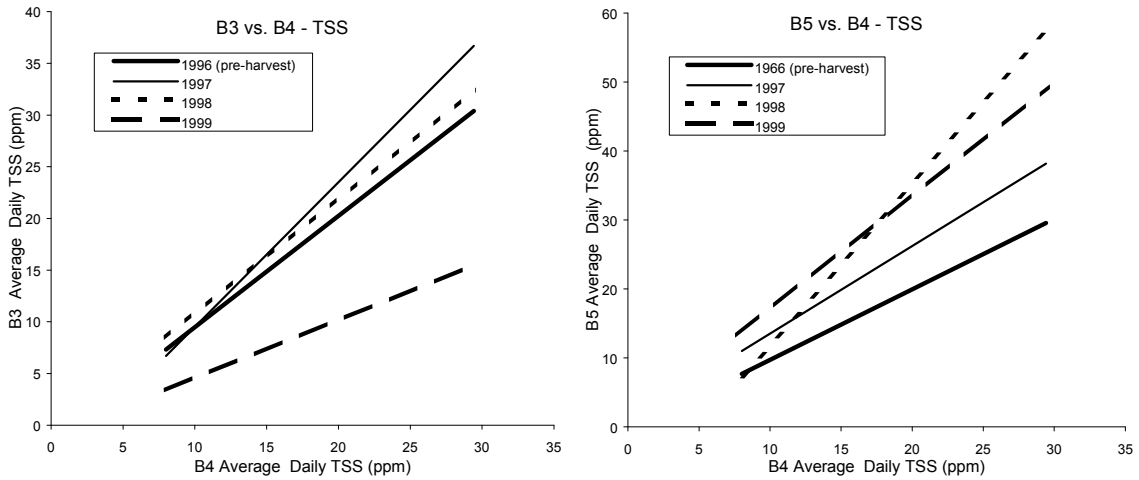 B3 vs. B4 - TSS
1996 (pre-harvest)
1997
1998
1999
B3 Average Daily TSS (ppm)
40
35
30
25
20
15
10
5
0
0 5 10 15 20 25 30 35
B4 Average Daily TSS (ppm)
B5 vs. B4 - TSS
1966 (pre-harvest)
1997
1998
1999
B5 Average Daily TSS (ppm)
60
50
40
30
20
10
0
0 5 10 15 20 25 30 35
B4 Average Daily TSS (ppm)